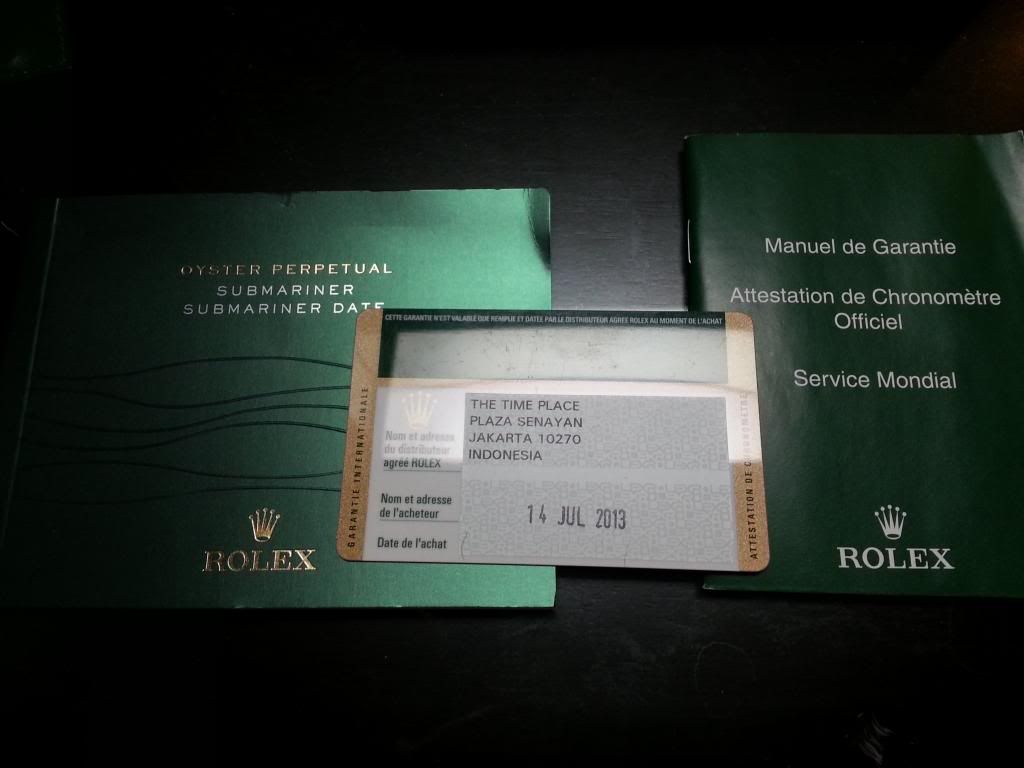 OYSTER PERPETUAL
SUBMARINER
SUBMARINER DATE
ROLEX
CETTE GARANTIE N'EST VALABLE QUE REMPLIE ET DATEE PAR LE DISTRIBUTEUR AGREE ROLEX AU MOMENT DE L'ACHAT
GARANTIE INTERNATIONALE
Nom et adresse
du distributeur
agréé ROLEX
THE TIME PLACE
PLAZA SENAYAN
JAKARTA 10270
INDONESIA
Nom et adresse
de l'acheteur
14 JUL 2013
Date de l'achat
ATTESTATION DE CHRONOMETRE
Manuel de Garantie
Attestation de Chronomètre
Officiel
Service Mondial
ROLEX